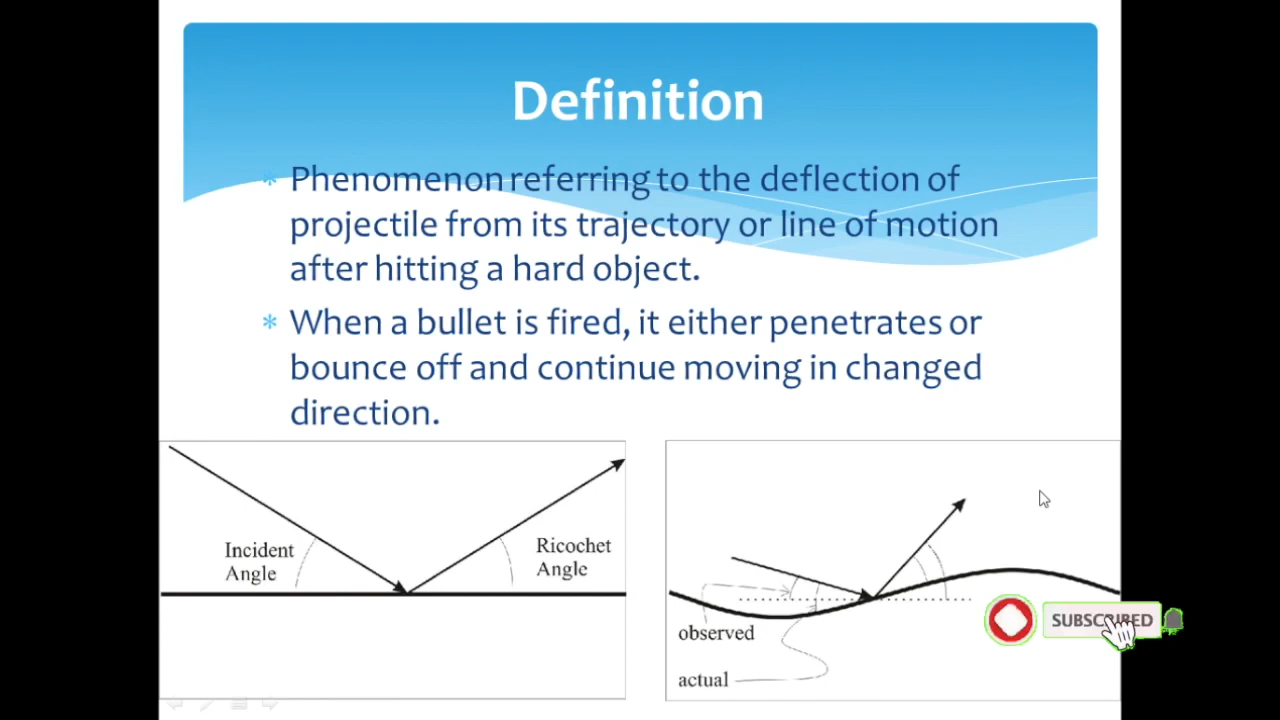 Definition
* Phenomenon referring to the deflection of
projectile from its trajectory or line of motion
after hitting a hard object.
* When a bullet is fired, it either penetrates or
bounce off and continue moving in changed
direction.
Incident
Angle
Ricochet
Angle
observed
actual
SUBSCRIBED